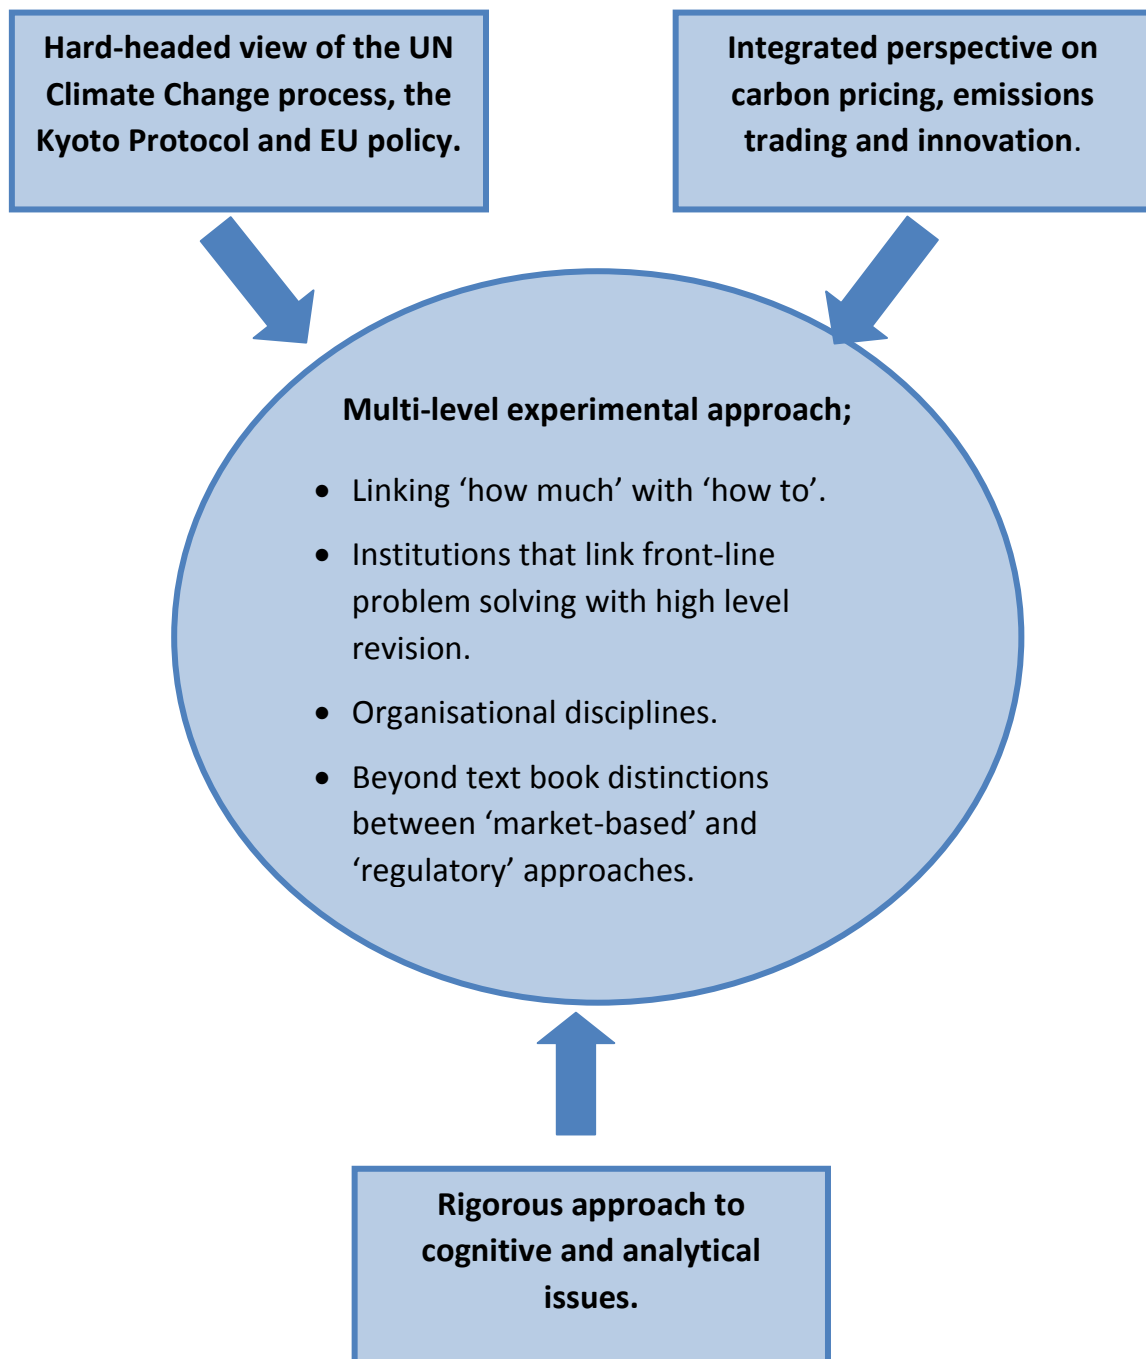 Hard-headed view of the UN
Climate Change process, the
Kyoto Protocol and EU policy.
Integrated perspective on
carbon pricing, emissions
trading and innovation.
Multi-level experimental approach;
• Linking ‘how much’ with ‘how to’.
• Institutions that link front-line
problem solving with high level
revision.
• Organisational disciplines.
• Beyond text book distinctions
between ‘market-based’ and
‘regulatory’ approaches.
Rigorous approach to
cognitive and analytical
issues.